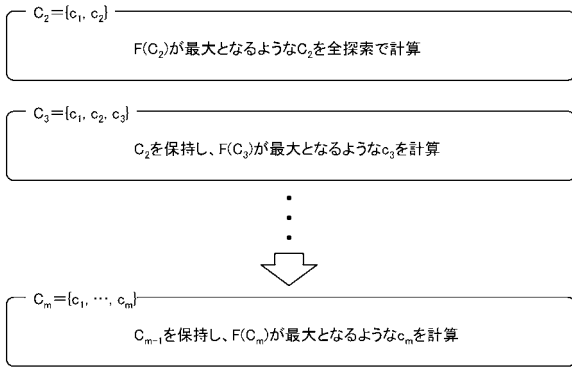 C₂={c₁, c₂}
F(C₂)が最大となるようなC₂を全探索で計算
C₃={c₁, c₂, c₃}
C₂を保持し、F(C₃)が最大となるようなc₃を計算
Cₘ={c₁, …, cₘ}
Cₘ₋₁を保持し、F(Cₘ)が最大となるようなcₘを計算